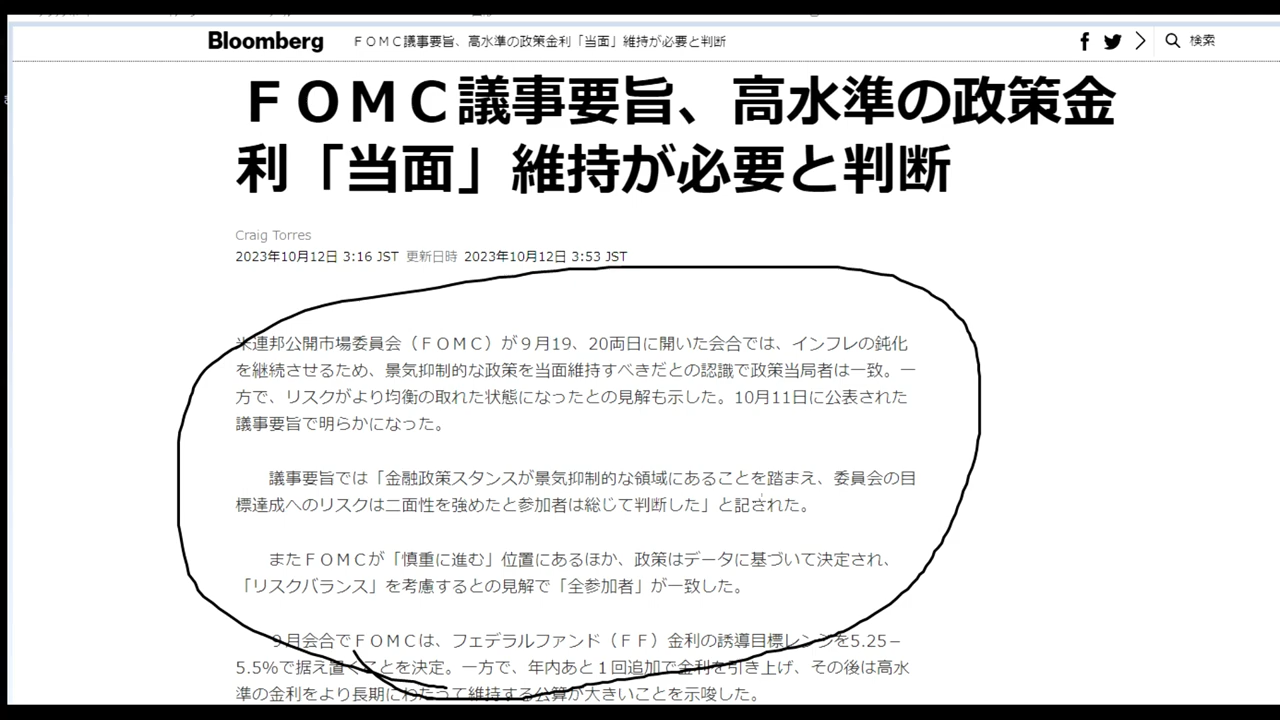 Bloomberg ＦＯＭＣ議事要旨、高水準の政策金利「当面」維持が必要と判断 検索
ＦＯＭＣ議事要旨、高水準の政策金
利「当面」維持が必要と判断
Craig Torres
2023年10月12日 3:16 JST 更新日時 2023年10月12日 3:53 JST
米連邦公開市場委員会（ＦＯＭＣ）が９月19、20両日に開いた会合では、インフレの鈍化
を継続させるため、景気抑制的な政策を当面維持すべきだとの認識で政策当局者は一致。一
方で、リスクがより均衡の取れた状態になったとの見解も示した。10月11日に公表された
議事要旨で明らかになった。
議事要旨では「金融政策スタンスが景気抑制的な領域にあることを踏まえ、委員会の目
標達成へのリスクは二面性を強めたと参加者は総じて判断した」と記された。
またＦＯＭＣが「慎重に進む」位置にあるほか、政策はデータに基づいて決定され、
「リスクバランス」を考慮するとの見解で「全参加者」が一致した。
９月会合でＦＯＭＣは、フェデラルファンド（ＦＦ）金利の誘導目標レンジを5.25－
5.5%で据え置くことを決定。一方で、年内あと１回追加で金利を引き上げ、その後は高水
準の金利をより長期にわたって維持する公算が大きいことを示唆した。